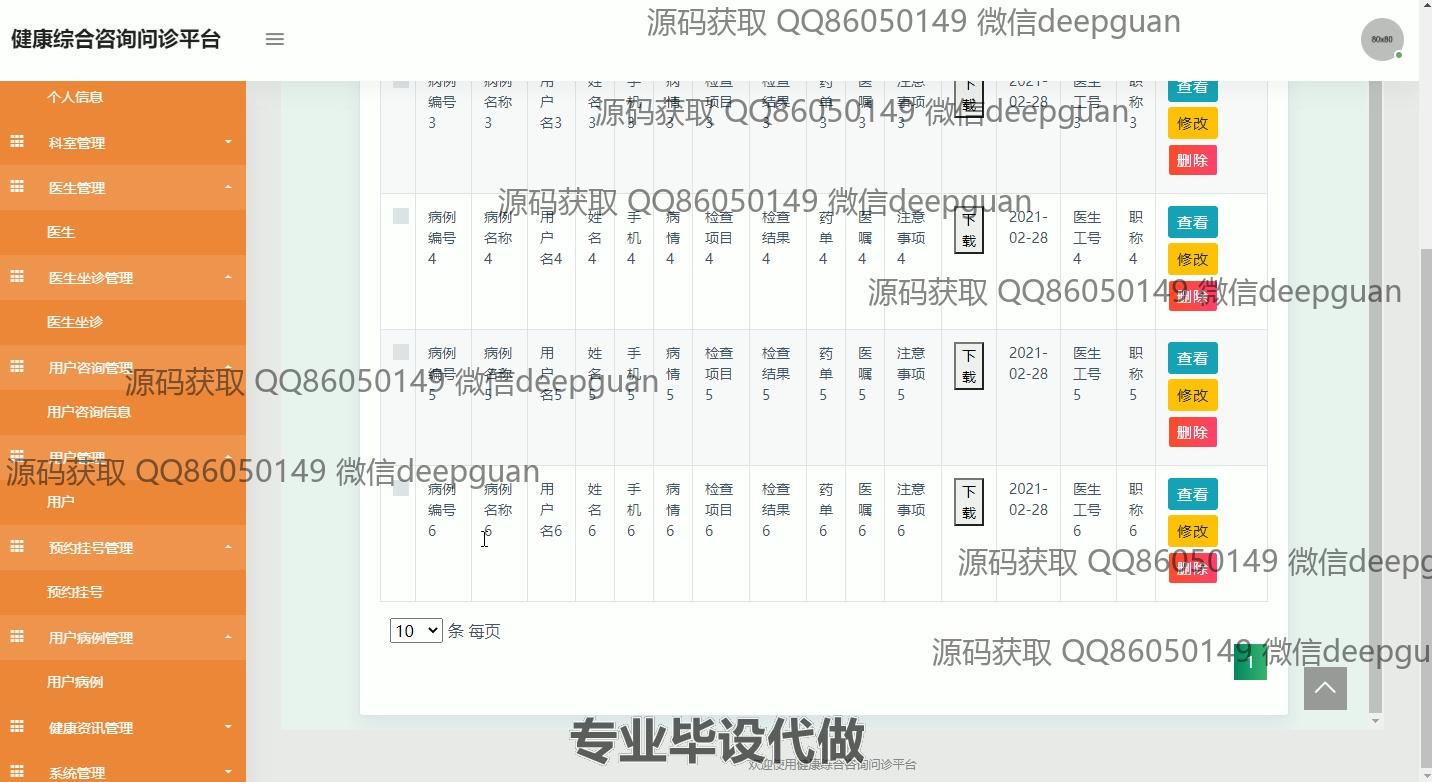 源码获取 QQ86050149 微信deepguan
健康综合咨询问诊平台
80x80
个人信息
科室管理
医生管理
医生
医生坐诊管理
医生坐诊
用户咨询管理
用户咨询信息
用户管理
用户
预约挂号管理
预约挂号
用户病例管理
用户病例
健康资讯管理
系统管理
病例编号3 病例名称3 用户名3 姓名3 手机3 病情3 检查项目3 检查结果3 药单3 医嘱3 注意事项3 下载 2021-02-28 医生工号3 职称3 查看 修改 删除
源码获取 QQ86050149 微信deepguan
源码获取 QQ86050149 微信deepguan
病例编号4 病例名称4 用户名4 姓名4 手机4 病情4 检查项目4 检查结果4 药单4 医嘱4 注意事项4 下载 2021-02-28 医生工号4 职称4 查看 修改 删除
源码获取 QQ86050149 微信deepguan
病例编号5 病例名称5 用户名5 姓名5 手机5 病情5 检查项目5 检查结果5 药单5 医嘱5 注意事项5 下载 2021-02-28 医生工号5 职称5 查看 修改 删除
源码获取 QQ86050149 微信deepguan
源码获取 QQ86050149 微信deepguan
病例编号6 病例名称6 用户名6 姓名6 手机6 病情6 检查项目6 检查结果6 药单6 医嘱6 注意事项6 下载 2021-02-28 医生工号6 职称6 查看 修改 删除
源码获取 QQ86050149 微信deepg
10 条 每页
源码获取 QQ86050149 微信deepgu
1
专业毕设代做
欢迎使用健康综合咨询问诊平台